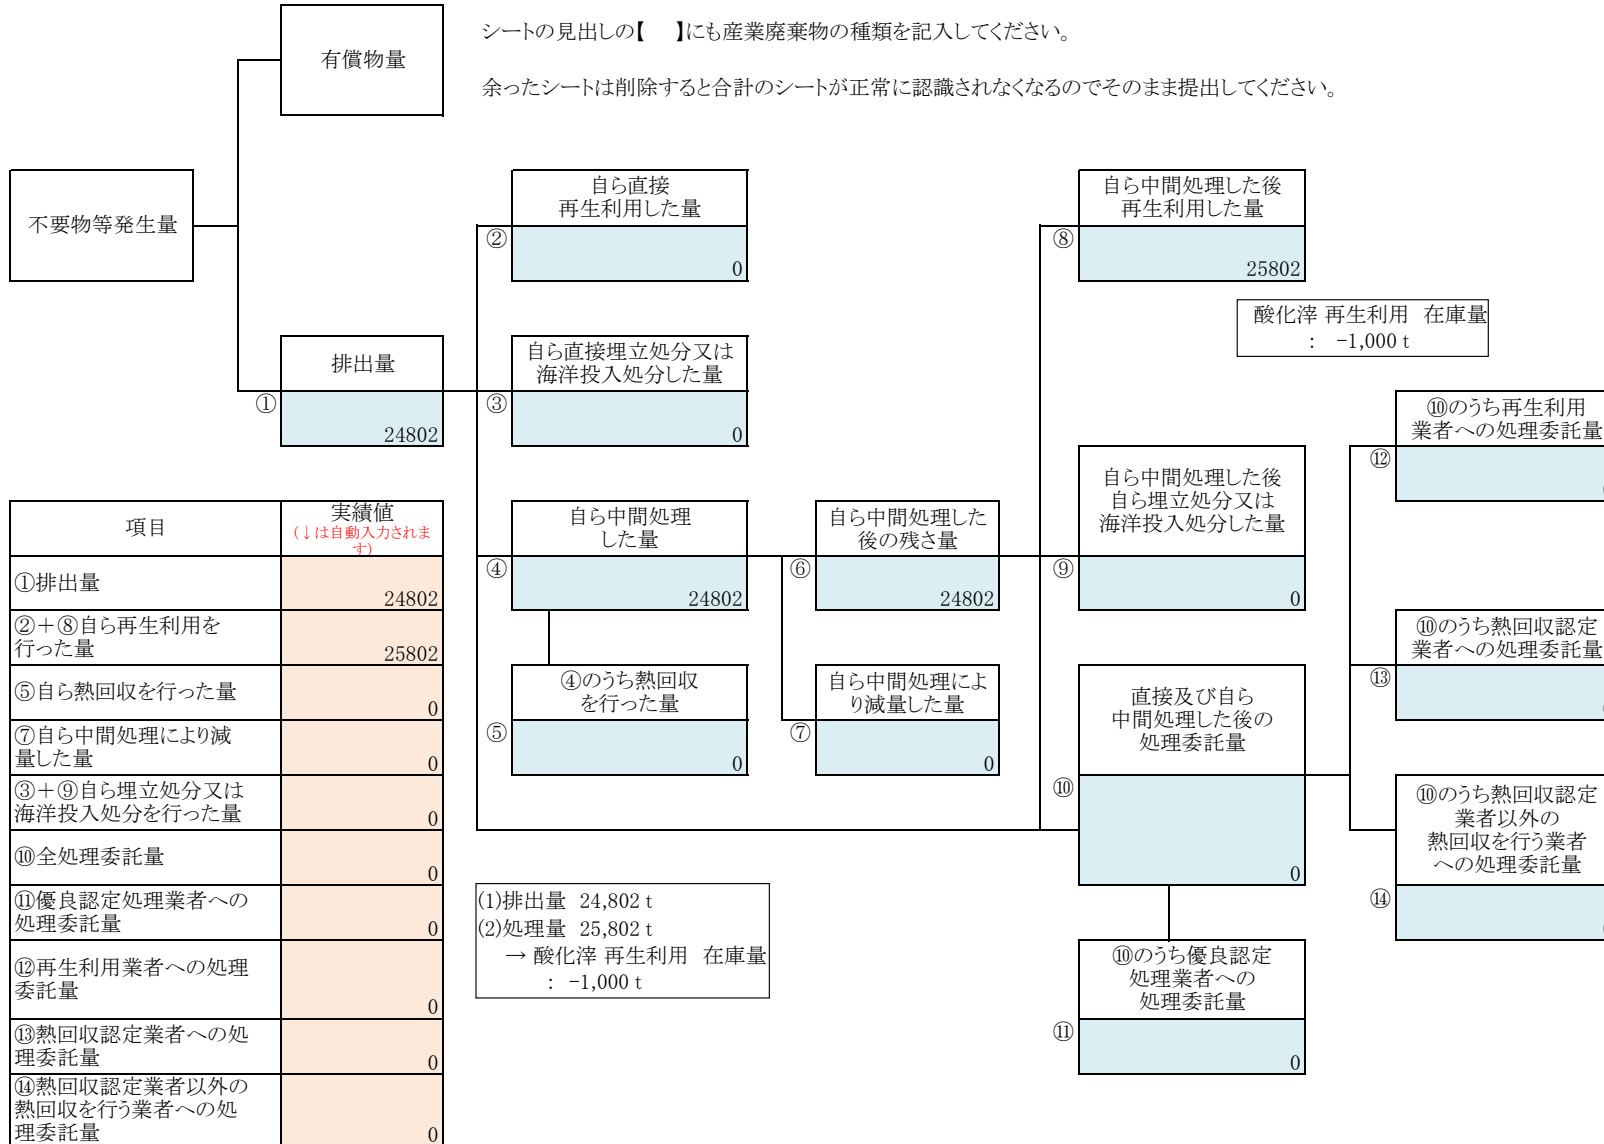 シートの見出しの【　】にも産業廃棄物の種類を記入してください。
余ったシートは削除すると合計のシートが正常に認識されなくなるのでそのまま提出してください。
有償物量
不要物等発生量
自ら直接
再生利用した量
②
0
自ら中間処理した後
再生利用した量
⑧
25802
酸化滓 再生利用 在庫量
: -1,000 t
排出量
①
24802
自ら直接埋立処分又は
海洋投入処分した量
③
0
⑩のうち再生利用
業者への処理委託量
⑫
自ら中間処理
した量
④
24802
自ら中間処理した
後の残さ量
⑥
24802
自ら中間処理した後
自ら埋立処分又は
海洋投入処分した量
⑨
0
⑩のうち熱回収認定
業者への処理委託量
⑬
④のうち熱回収
を行った量
⑤
0
自ら中間処理によ
り減量した量
⑦
0
直接及び自ら
中間処理した後の
処理委託量
⑩
0
⑩のうち熱回収認定
業者以外の
熱回収を行う業者
への処理委託量
⑭
⑩のうち優良認定
処理業者への
処理委託量
⑪
0
(1)排出量 24,802 t
(2)処理量 25,802 t
→ 酸化滓 再生利用 在庫量
: -1,000 t
項目
実績値
(↓は自動入力されま
す)
①排出量
24802
②+⑧自ら再生利用を
行った量
25802
⑤自ら熱回収を行った量
0
⑦自ら中間処理により減
量した量
0
③+⑨自ら埋立処分又は
海洋投入処分を行った量
0
⑩全処理委託量
0
⑪優良認定処理業者への
処理委託量
0
⑫再生利用業者への処理
委託量
0
⑬熱回収認定業者への処
理委託量
0
⑭熱回収認定業者以外の
熱回収を行う業者への処
理委託量
0